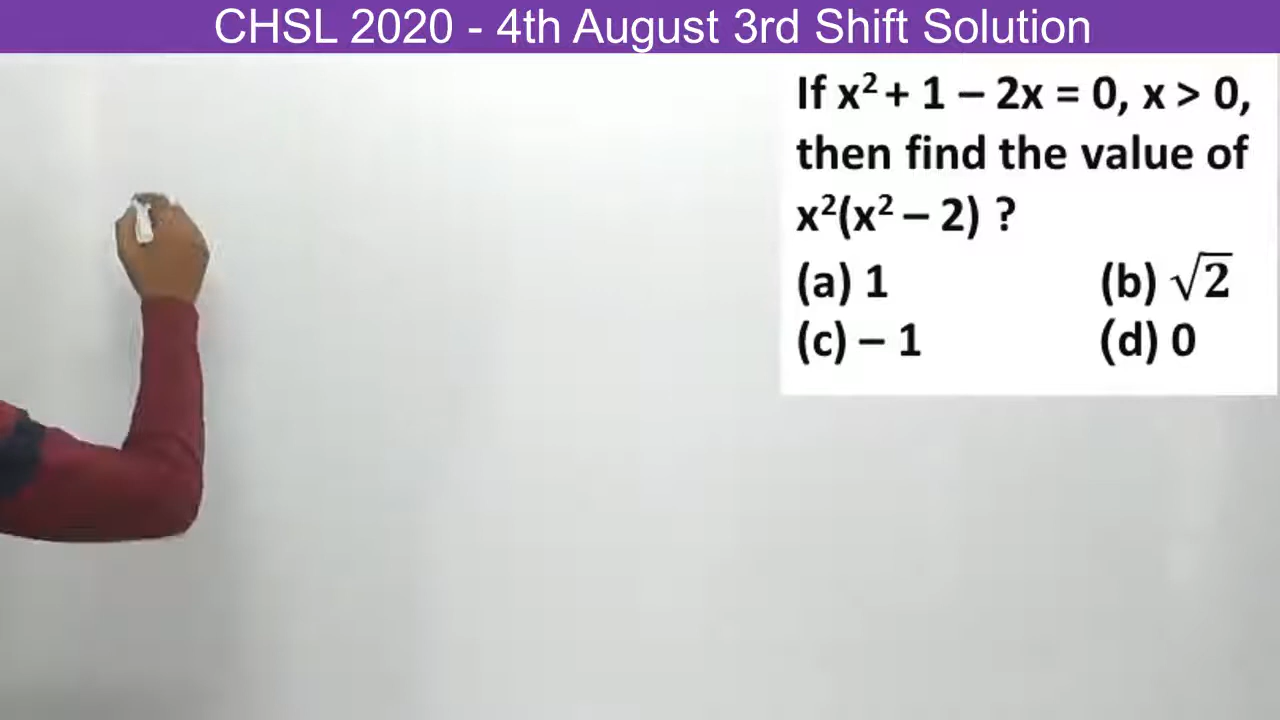 CHSL 2020 - 4th August 3rd Shift Solution
If x² + 1 – 2x = 0, x > 0,
then find the value of
x²(x² – 2) ?
(a) 1 (b) √2
(c) – 1 (d) 0